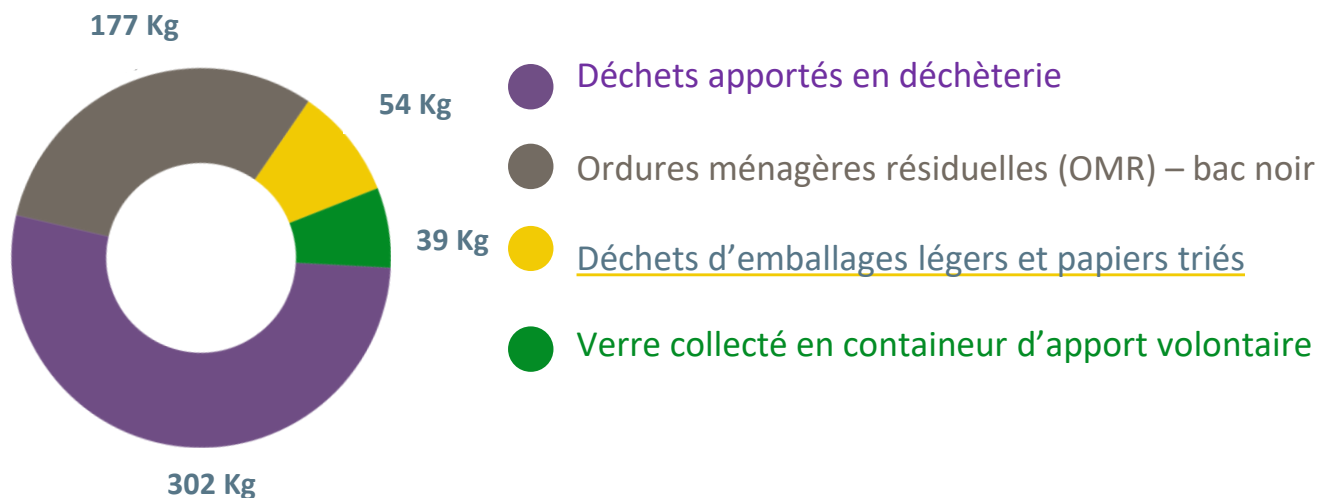 177 Kg
54 Kg
39 Kg
302 Kg
Déchets apportés en déchèterie
Ordures ménagères résiduelles (OMR) – bac noir
Déchets d’emballages légers et papiers triés
Verre collecté en containeur d’apport volontaire